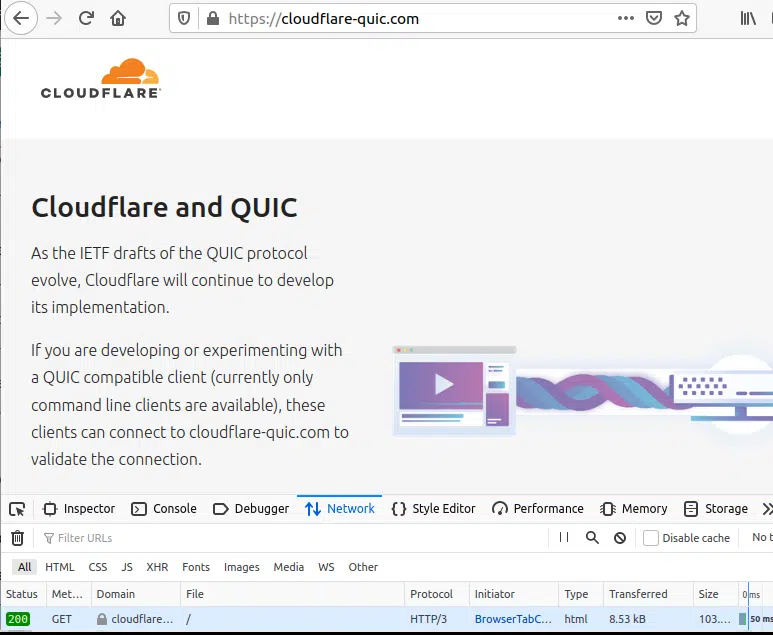 https://cloudflare-quic.com
CLOUDFLARE
Cloudflare and QUIC
As the IETF drafts of the QUIC protocol
evolve, Cloudflare will continue to develop
its implementation.
If you are developing or experimenting with
a QUIC compatible client (currently only
command line clients are available), these
clients can connect to cloudflare-quic.com to
validate the connection.
Inspector Console Debugger Network Style Editor Performance Memory Storage
Filter URLs Disable cache No t
All HTML CSS JS XHR Fonts Images Media WS Other
Status Met... Domain File Protocol Initiator Type Transferred Size 0 ms
200 GET cloudflare... / HTTP/3 BrowserTabC... html 8.53 kB 103.... 50 ms